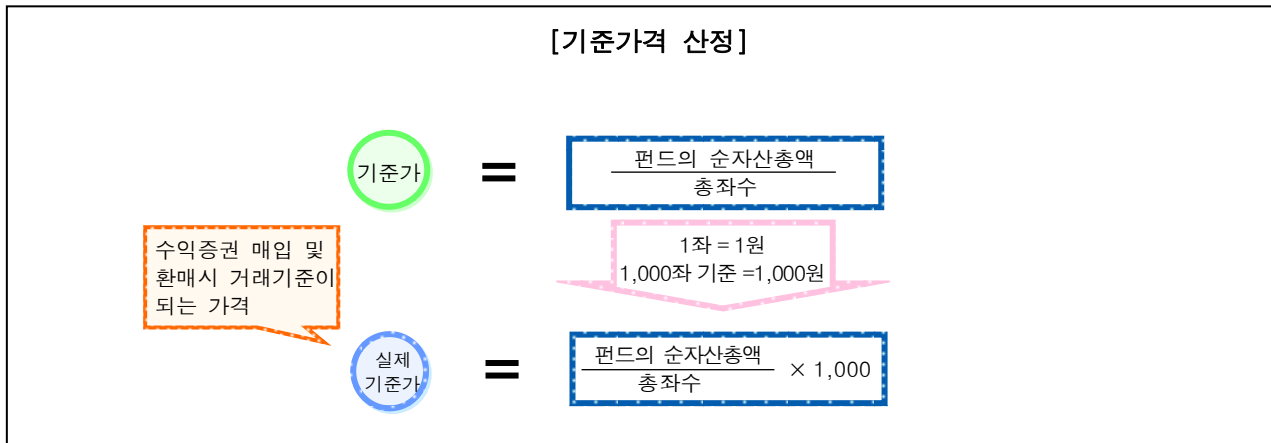 [기준가격 산정]
기준가
=
펀드의 순자산총액
총좌수
1좌 = 1원
1,000좌 기준 =1,000원
수익증권 매입 및
환매시 거래기준이
되는 가격
실제
기준가
=
펀드의 순자산총액
총좌수
× 1,000